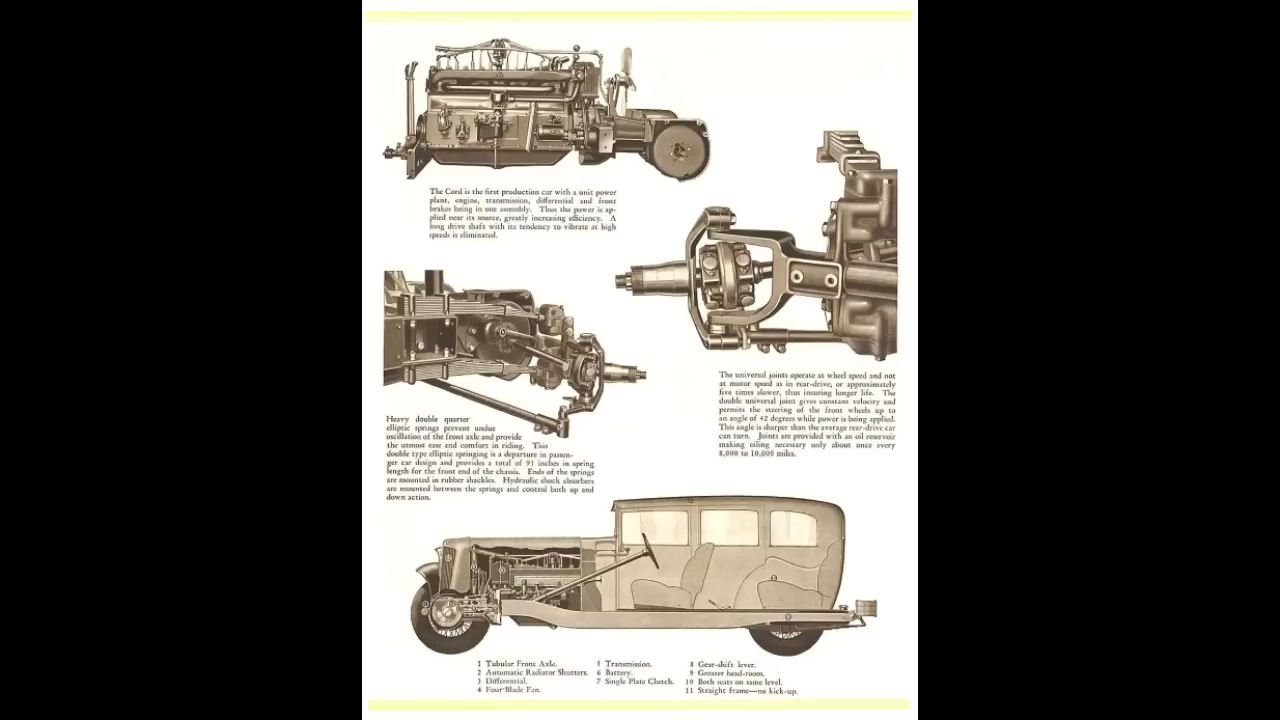 The Cord is the first production car with a unit power
plant, engine, transmission, differential and front
brakes being in one assembly. Thus the power is ap-
plied near its source, greatly increasing efficiency. A
long drive shaft with its tendency to vibrate at high
speeds is eliminated.
The universal joints operate at wheel speed and not
at motor speed as in rear-drive, or approximately
five times slower, thus insuring longer life. The
double universal joint gives constant velocity and
permits the steering of the front wheels up to
an angle of 42 degrees while power is being applied.
This angle is sharper than the average rear-drive car
can turn. Joints are provided with an oil reservoir
making oiling necessary only about once every
8,000 to 10,000 miles.
Heavy double quarter
elliptic springs prevent undue
oscillation of the front axle and provide
the utmost ease and comfort in riding. This
double type elliptic springing is a departure in passen-
ger car design and provides a total of 91 inches in spring
length for the front end of the chassis. Ends of the springs
are mounted in rubber shackles. Hydraulic shock absorbers
are mounted between the springs and control both up and
down action.
1 Tubular Front Axle.
2 Automatic Radiator Shutters.
3 Differential.
4 Four-Blade Fan.
5 Transmission.
6 Battery.
7 Single Plate Clutch.
8 Gear-shift lever.
9 Greater head-room.
10 Both seats on same level.
11 Straight frame—no kick-up.